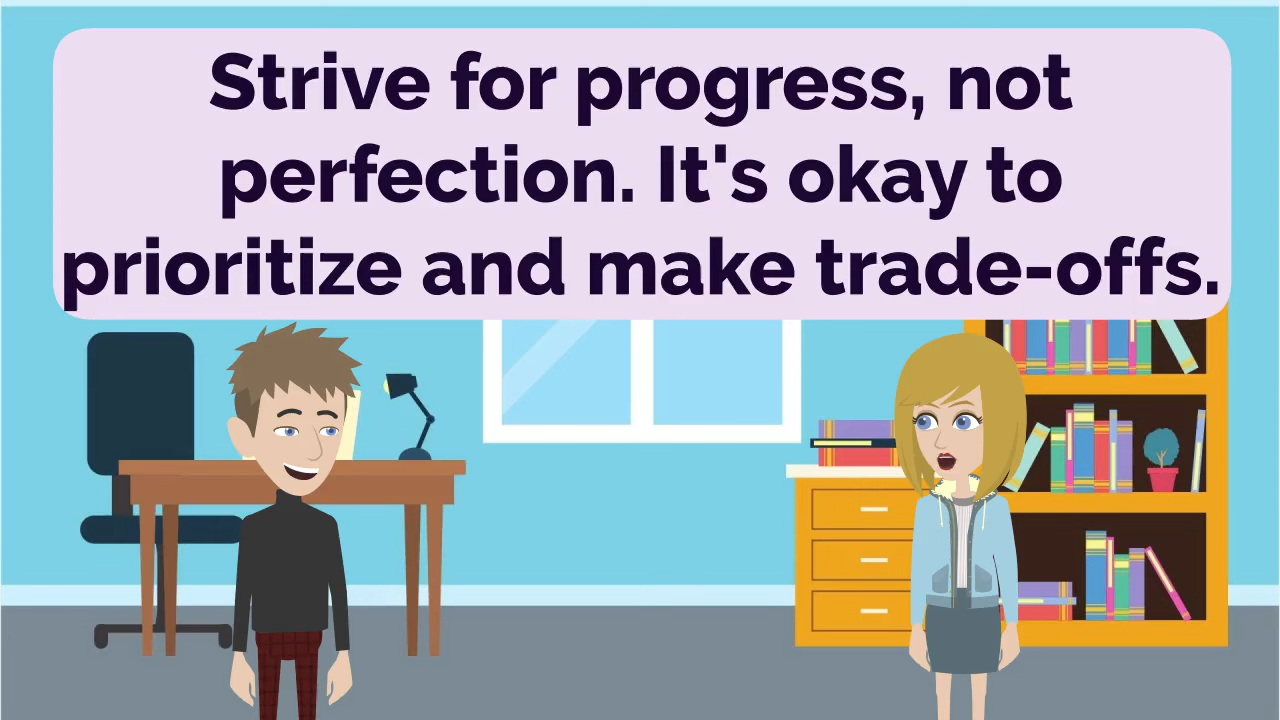 Strive for progress, not
perfection. It's okay to
prioritize and make trade-offs.